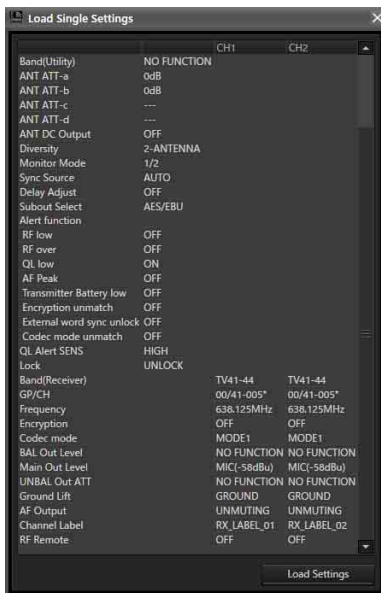 Load Single Settings
CH1 CH2
Band(Utility) NO FUNCTION
ANT ATT-a 0dB
ANT ATT-b 0dB
ANT ATT-c ---
ANT ATT-d ---
ANT DC Output OFF
Diversity 2-ANTENNA
Monitor Mode 1/2
Sync Source AUTO
Delay Adjust OFF
Subout Select AES/EBU
Alert function
RF low OFF
RF over OFF
QL low ON
AF Peak OFF
Transmitter Battery low OFF
Encryption unmatch OFF
External word sync unlock OFF
Codec mode unmatch OFF
QL Alert SENS HIGH
Lock UNLOCK
Band(Receiver) TV41-44 TV41-44
GP/CH 00/41-005* 00/41-005*
Frequency 638.125MHz 638.125MHz
Encryption OFF OFF
Codec mode MODE1 MODE1
BAL Out Level NO FUNCTION NO FUNCTION
Main Out Level MIC(-58dBu) MIC(-58dBu)
UNBAL Out ATT NO FUNCTION NO FUNCTION
Ground Lift GROUND GROUND
AF Output UNMUTING UNMUTING
Channel Label RX_LABEL_01 RX_LABEL_02
RF Remote OFF OFF
Load Settings